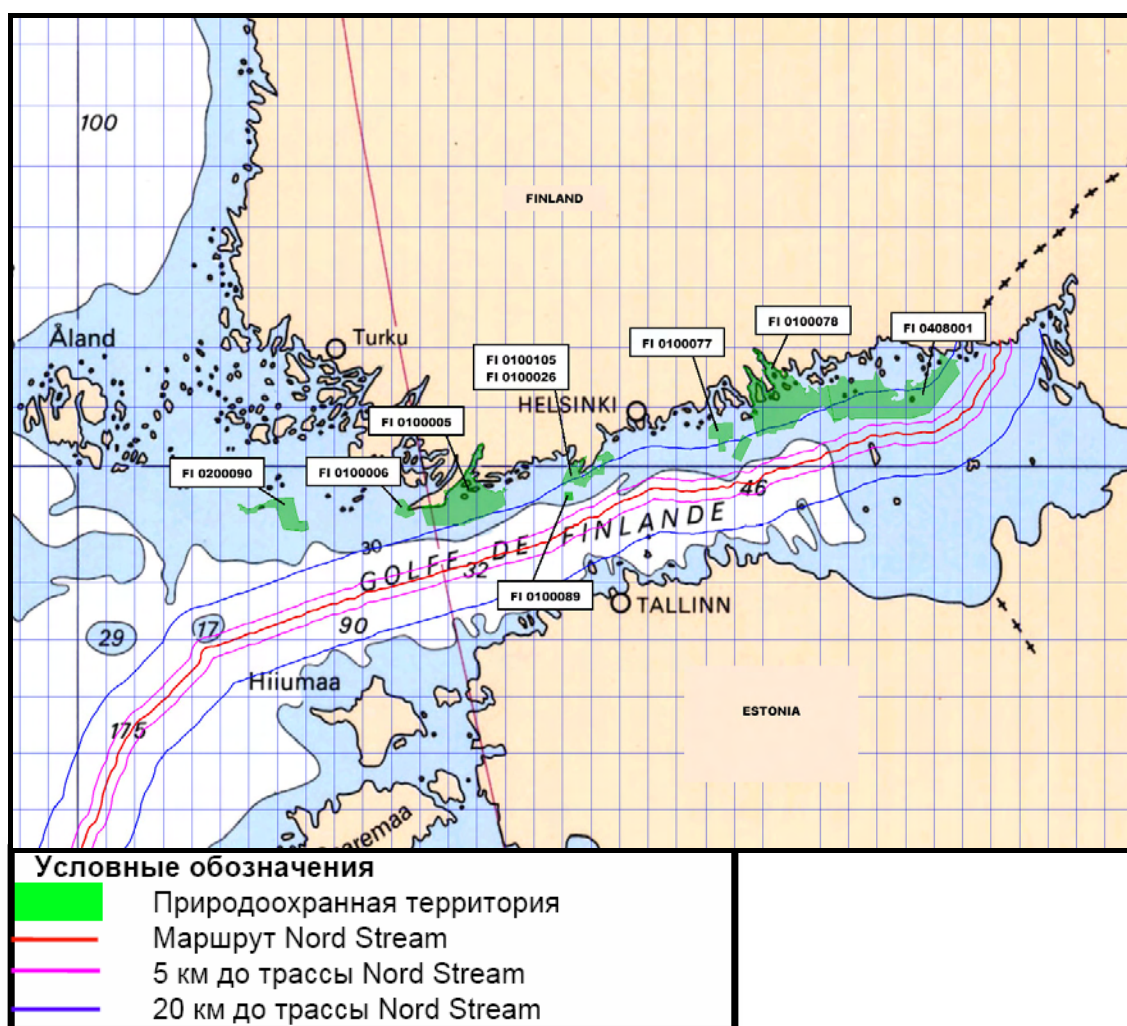 100
FINLAND
FI 0100078
FI 0408001
Åland
Turku
FI 0100077
FI 0100105
FI 0100026
HELSINKI
FI 0100005
FI 0200090
FI 0100006
46
30
GOLFE DE FINLANDE
32
FI 0100089
TALLINN
29
17
90
Hiiumaa
ESTONIA
175
aremaa
Условные обозначения
Природоохранная территория
Маршрут Nord Stream
5 км до трассы Nord Stream
20 км до трассы Nord Stream